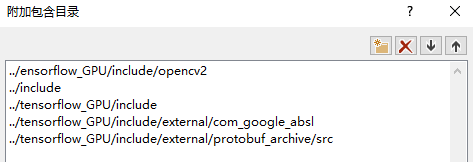 附加包含目录
../ensorflow_GPU/include/opencv2
../include
../tensorflow_GPU/include
../tensorflow_GPU/include/external/com_google_absl
../tensorflow_GPU/include/external/protobuf_archive/src